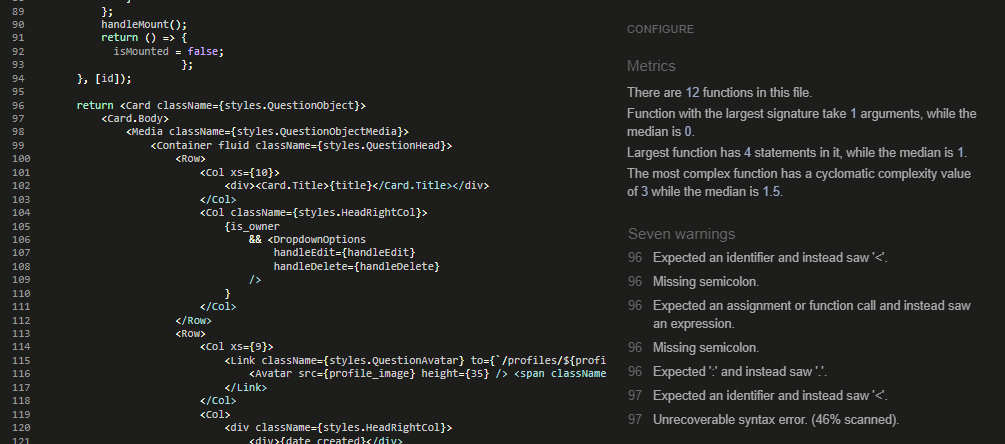 89 };
90 handleMount();
91 return () => {
92 isMounted = false;
93 };
94 }, [id]);
95
96 return <Card className={styles.QuestionObject}>
97 <Card.Body>
98 <Media className={styles.QuestionObjectMedia}>
99 <Container fluid className={styles.QuestionHead}>
100 <Row>
101 <Col xs={10}>
102 <div><Card.Title>{title}</Card.Title></div>
103 </Col>
104 <Col className={styles.HeadRightCol}>
105 {is_owner
106 && <DropdownOptions
107 handleEdit={handleEdit}
108 handleDelete={handleDelete}
109 />
110 }
111 </Col>
112 </Row>
113 <Row>
114 <Col xs={9}>
115 <Link className={styles.QuestionAvatar} to={`/profiles/${profi
116 <Avatar src={profile_image} height={35} /> <span className
117 </Link>
118 </Col>
119 <Col>
120 <div className={styles.HeadRightCol}>
121 <div>{date_created}</div>
CONFIGURE
Metrics
There are 12 functions in this file.
Function with the largest signature take 1 arguments, while the
median is 0.
Largest function has 4 statements in it, while the median is 1.
The most complex function has a cyclomatic complexity value
of 3 while the median is 1.5.
Seven warnings
96 Expected an identifier and instead saw '<'.
96 Missing semicolon.
96 Expected an assignment or function call and instead saw
an expression.
96 Missing semicolon.
96 Expected ':' and instead saw '.'.
97 Expected an identifier and instead saw '<'.
97 Unrecoverable syntax error. (46% scanned).